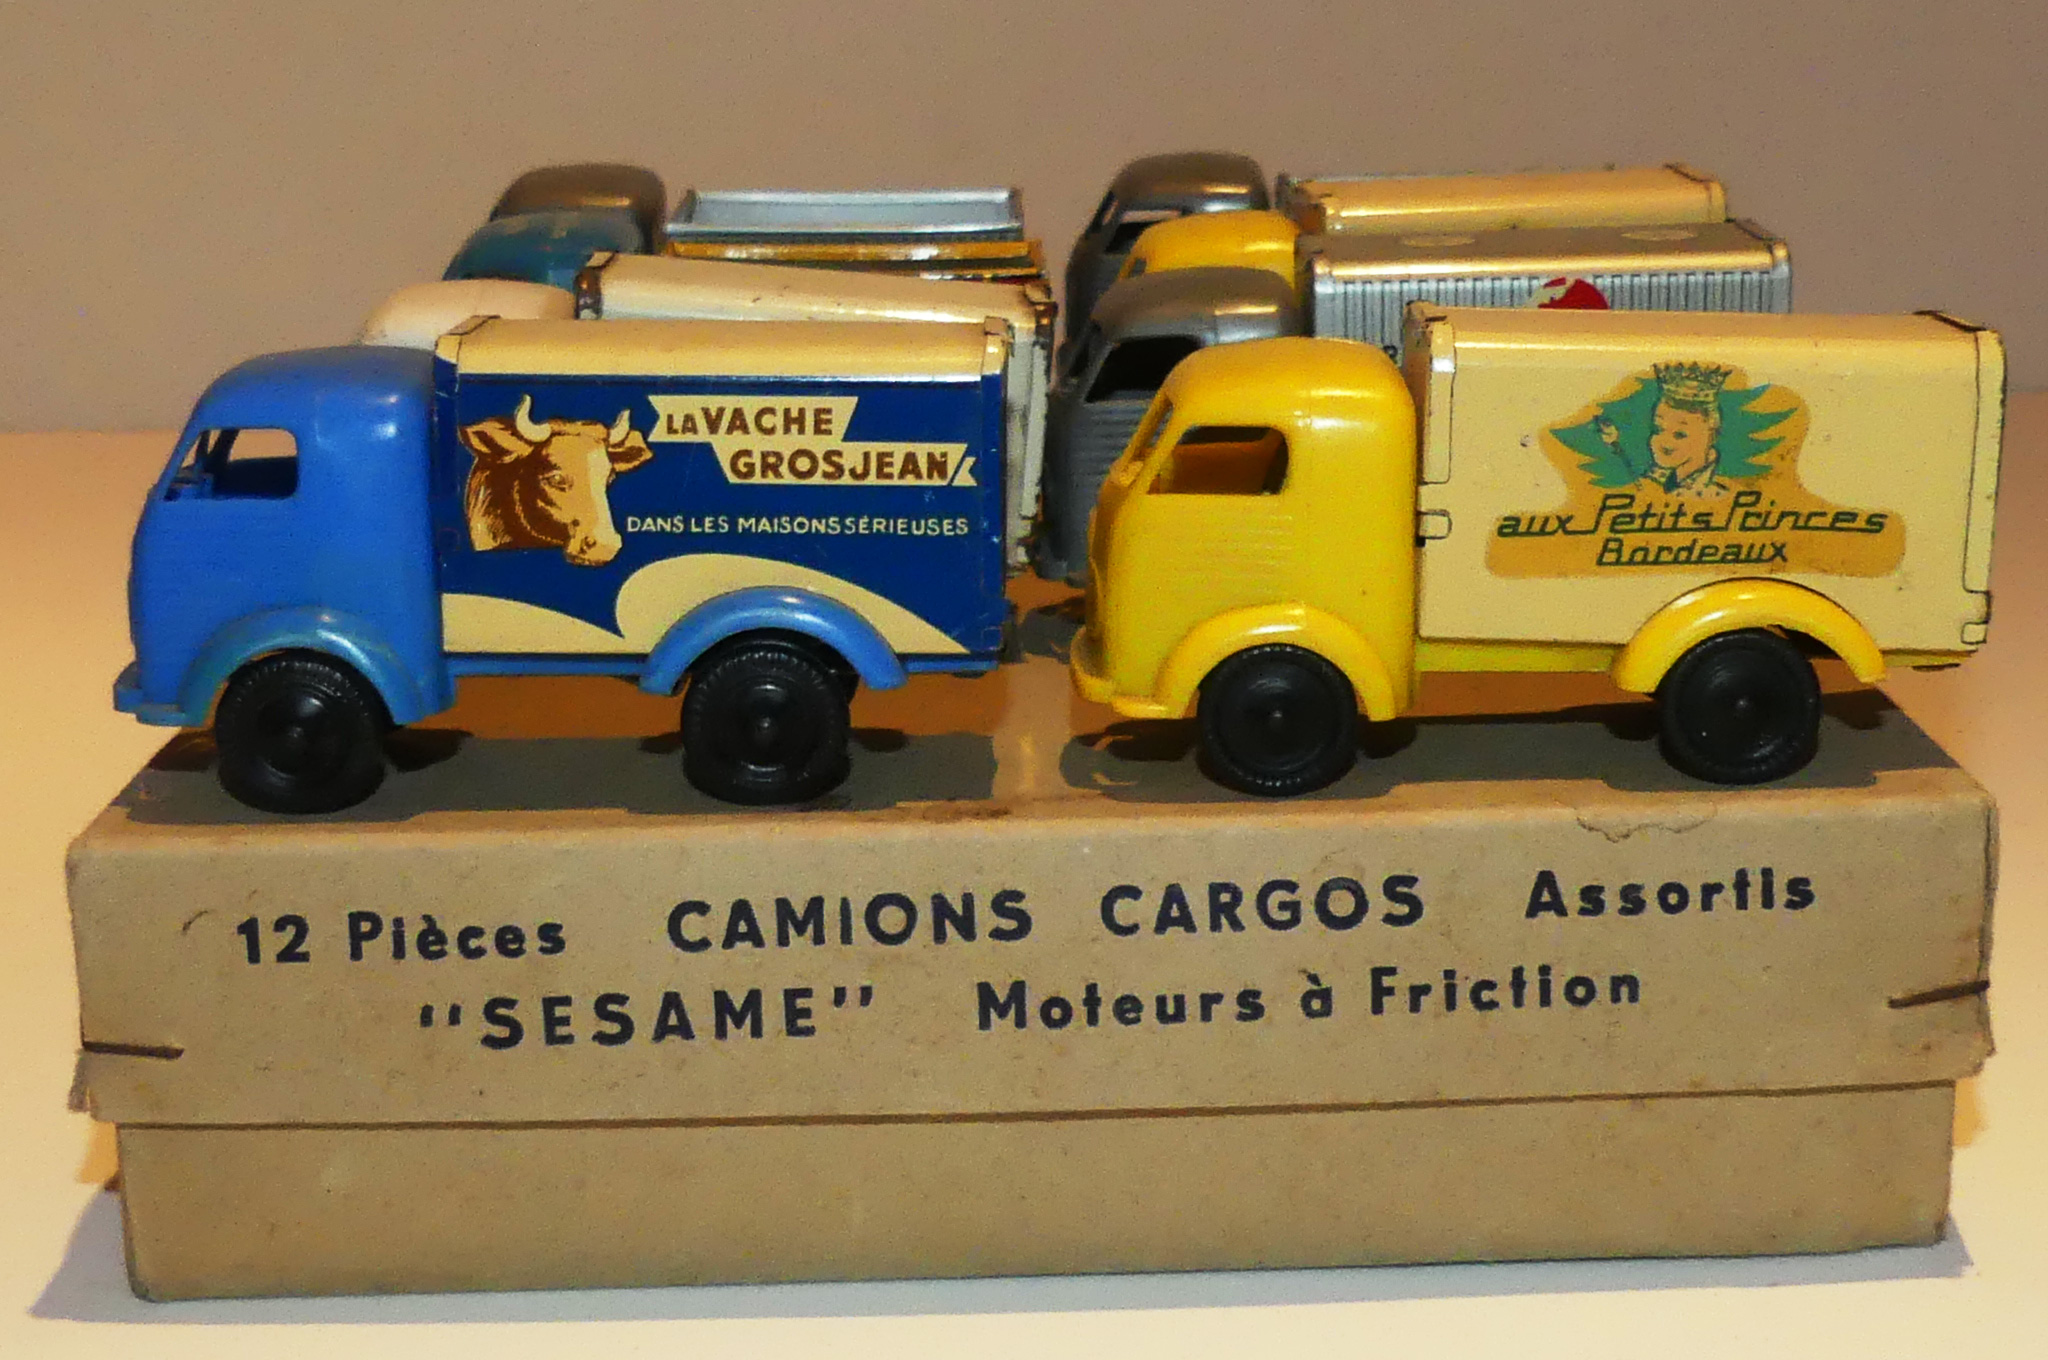 LA VACHE
GROSJEAN
DANS LES MAISONS SÉRIEUSES
aux Petits Princes
Bordeaux
12 Pièces CAMIONS CARGOS Assortis
"SESAME" Moteurs à Friction